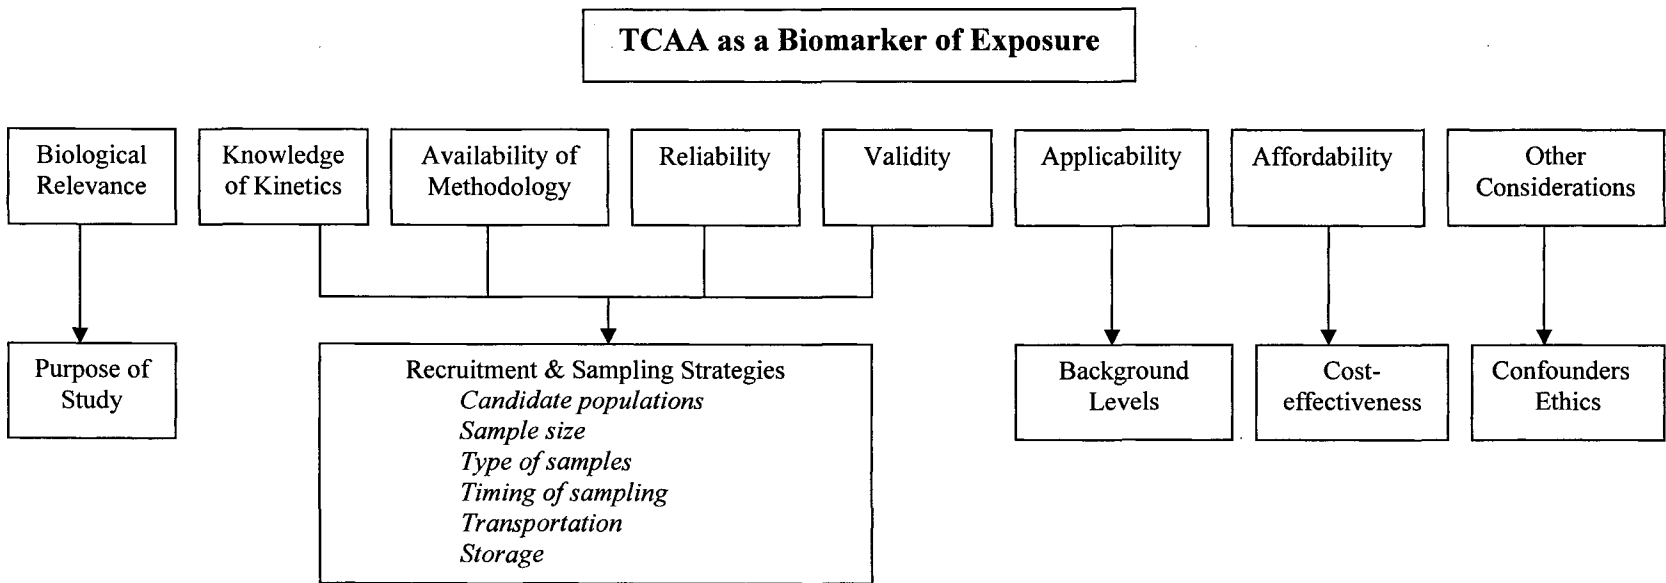 TCAA as a Biomarker of Exposure
Biological
Relevance
Knowledge
of Kinetics
Availability of
Methodology
Reliability
Validity
Applicability
Affordability
Other
Considerations
Purpose of
Study
Recruitment & Sampling Strategies
Candidate populations
Sample size
Type of samples
Timing of sampling
Transportation
Storage
Background
Levels
Cost-
effectiveness
Confounders
Ethics